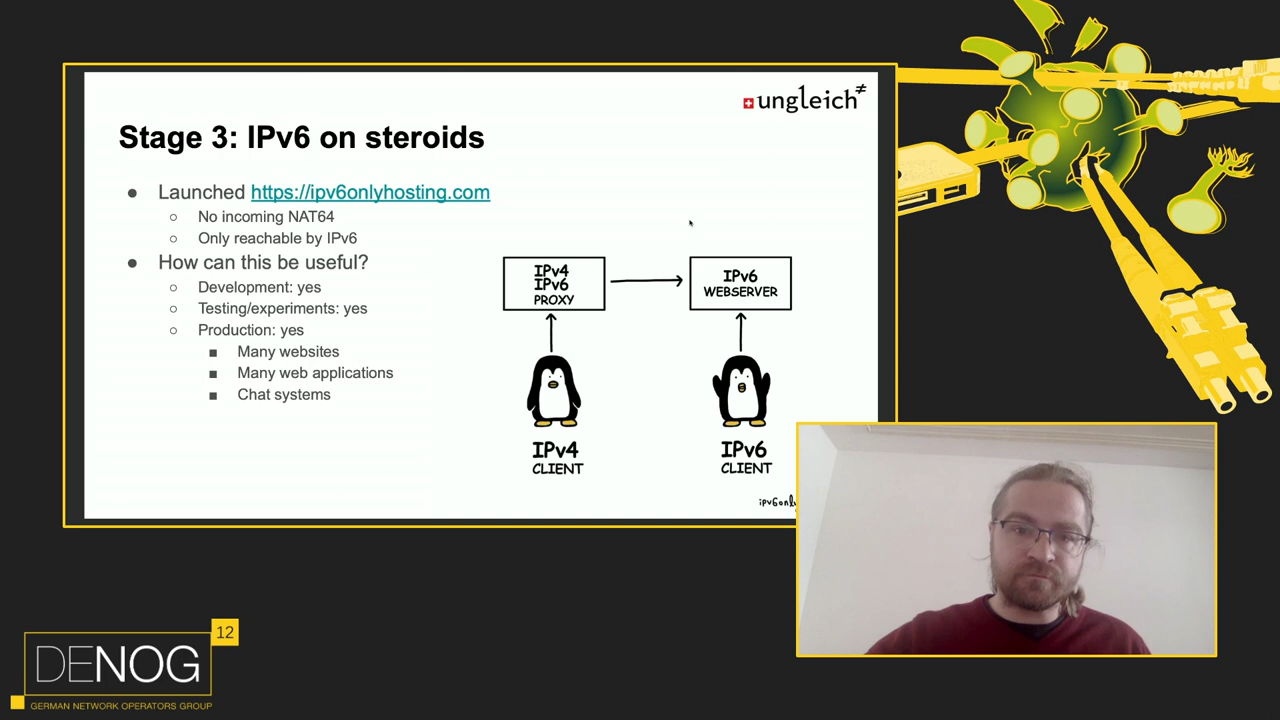 ungleich≠
Stage 3: IPv6 on steroids
● Launched https://ipv6onlyhosting.com
○ No incoming NAT64
○ Only reachable by IPv6
● How can this be useful?
○ Development: yes
○ Testing/experiments: yes
○ Production: yes
■ Many websites
■ Many web applications
■ Chat systems
IPv4
IPv6
PROXY
IPv6
WEBSERVER
IPv4
CLIENT
IPv6
CLIENT
ipv6onl
12
DENOG
GERMAN NETWORK OPERATORS GROUP